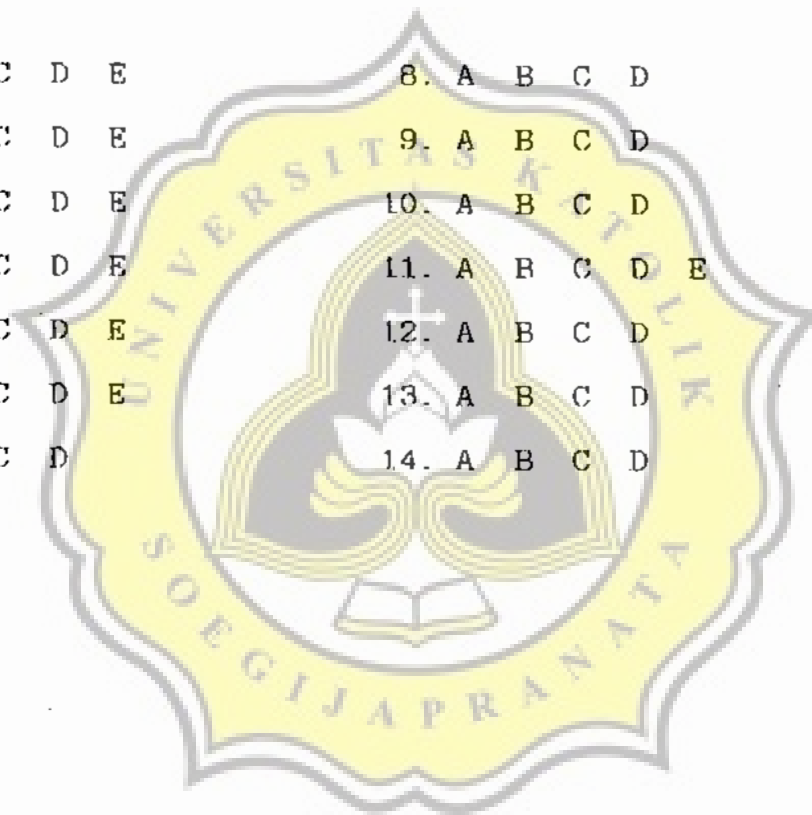 C D E 8. A B C D
C D E 9. A B C D
C D E 10. A B C D
C D E 11. A B C D E
C D E 12. A B C D
C D E 13. A B C D
C D 14. A B C D
UNIVERSITAS KATOLIK
SOEGIJAPRANATA